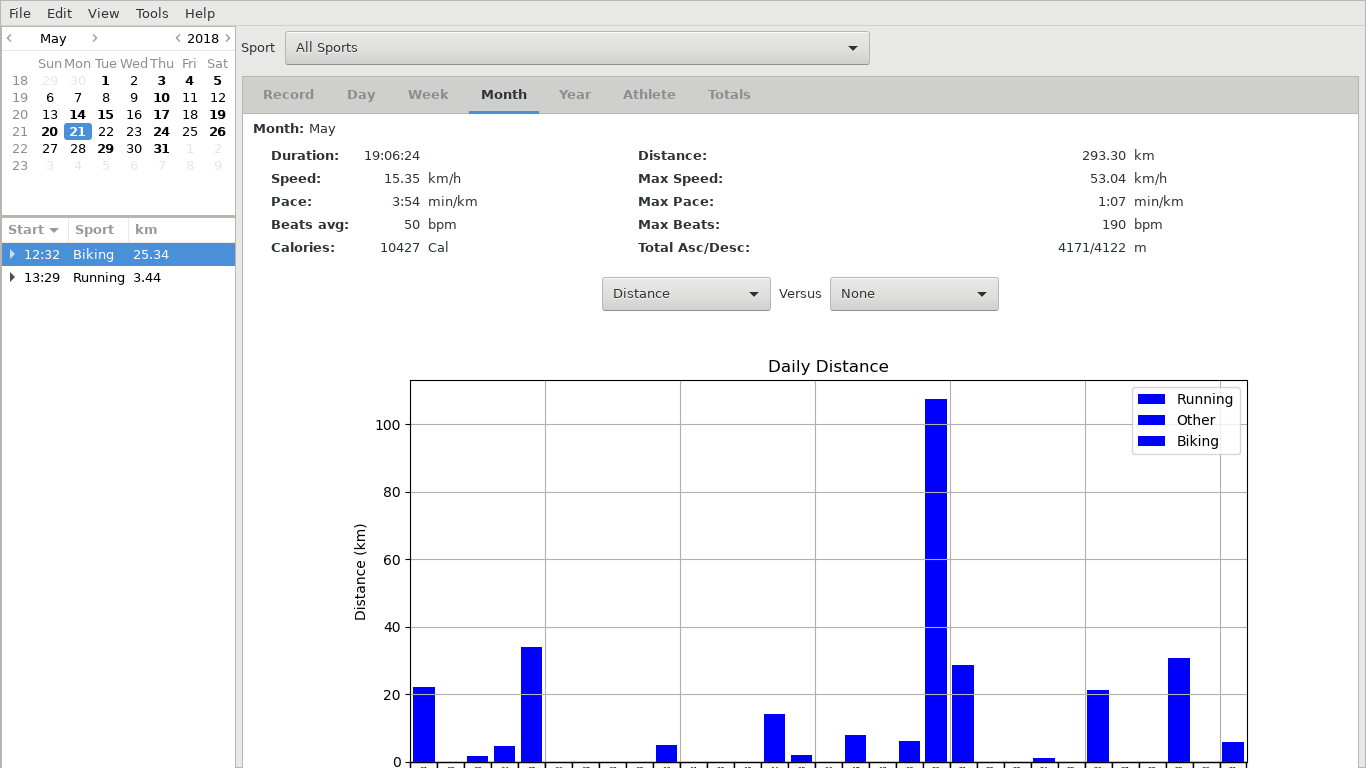 File Edit View Tools Help
May 2018
Sun Mon Tue Wed Thu Fri Sat
18 29 30 1 2 3 4 5
19 6 7 8 9 10 11 12
20 13 14 15 16 17 18 19
21 20 21 22 23 24 25 26
22 27 28 29 30 31 1 2
23 3 4 5 6 7 8 9
Start Sport km
12:32 Biking 25.34
13:29 Running 3.44
Sport All Sports
Record Day Week Month Year Athlete Totals
Month: May
Duration: 19:06:24 Distance: 293.30 km
Speed: 15.35 km/h Max Speed: 53.04 km/h
Pace: 3:54 min/km Max Pace: 1:07 min/km
Beats avg: 50 bpm Max Beats: 190 bpm
Calories: 10427 Cal Total Asc/Desc: 4171/4122 m
Distance Versus None
Daily Distance
Running
Other
Biking
100
80
60
40
20
0
Distance (km)